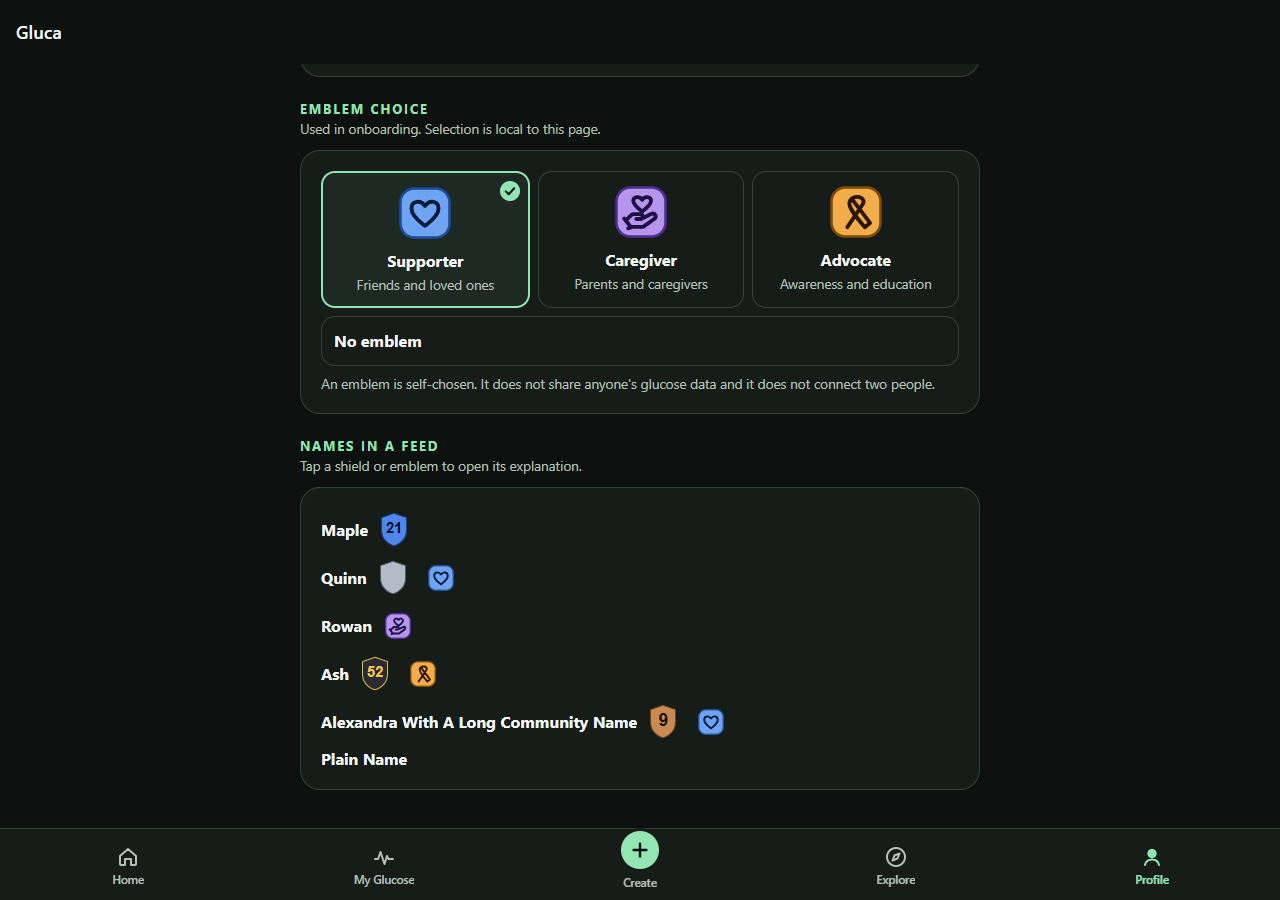 Gluca
EMBLEM CHOICE
Used in onboarding. Selection is local to this page.
Supporter
Friends and loved ones
Caregiver
Parents and caregivers
Advocate
Awareness and education
No emblem
An emblem is self-chosen. It does not share anyone's glucose data and it does not connect two people.
NAMES IN A FEED
Tap a shield or emblem to open its explanation.
Maple 21
Quinn
Rowan
Ash 52
Alexandra With A Long Community Name 9
Plain Name
Home
My Glucose
Create
Explore
Profile